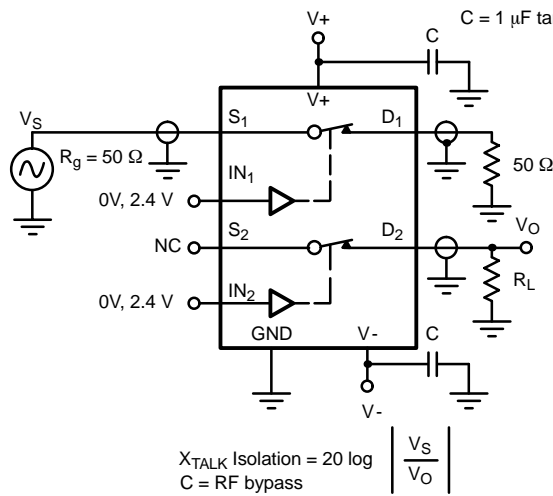 V+
C = 1 µF ta
C
V+
VS
S1
D1
Rg = 50 Ω
50 Ω
IN1
0V, 2.4 V
S2
D2
VO
NC
RL
IN2
0V, 2.4 V
GND
V-
C
V-
XTALK Isolation = 20 log | VS / VO |
C = RF bypass